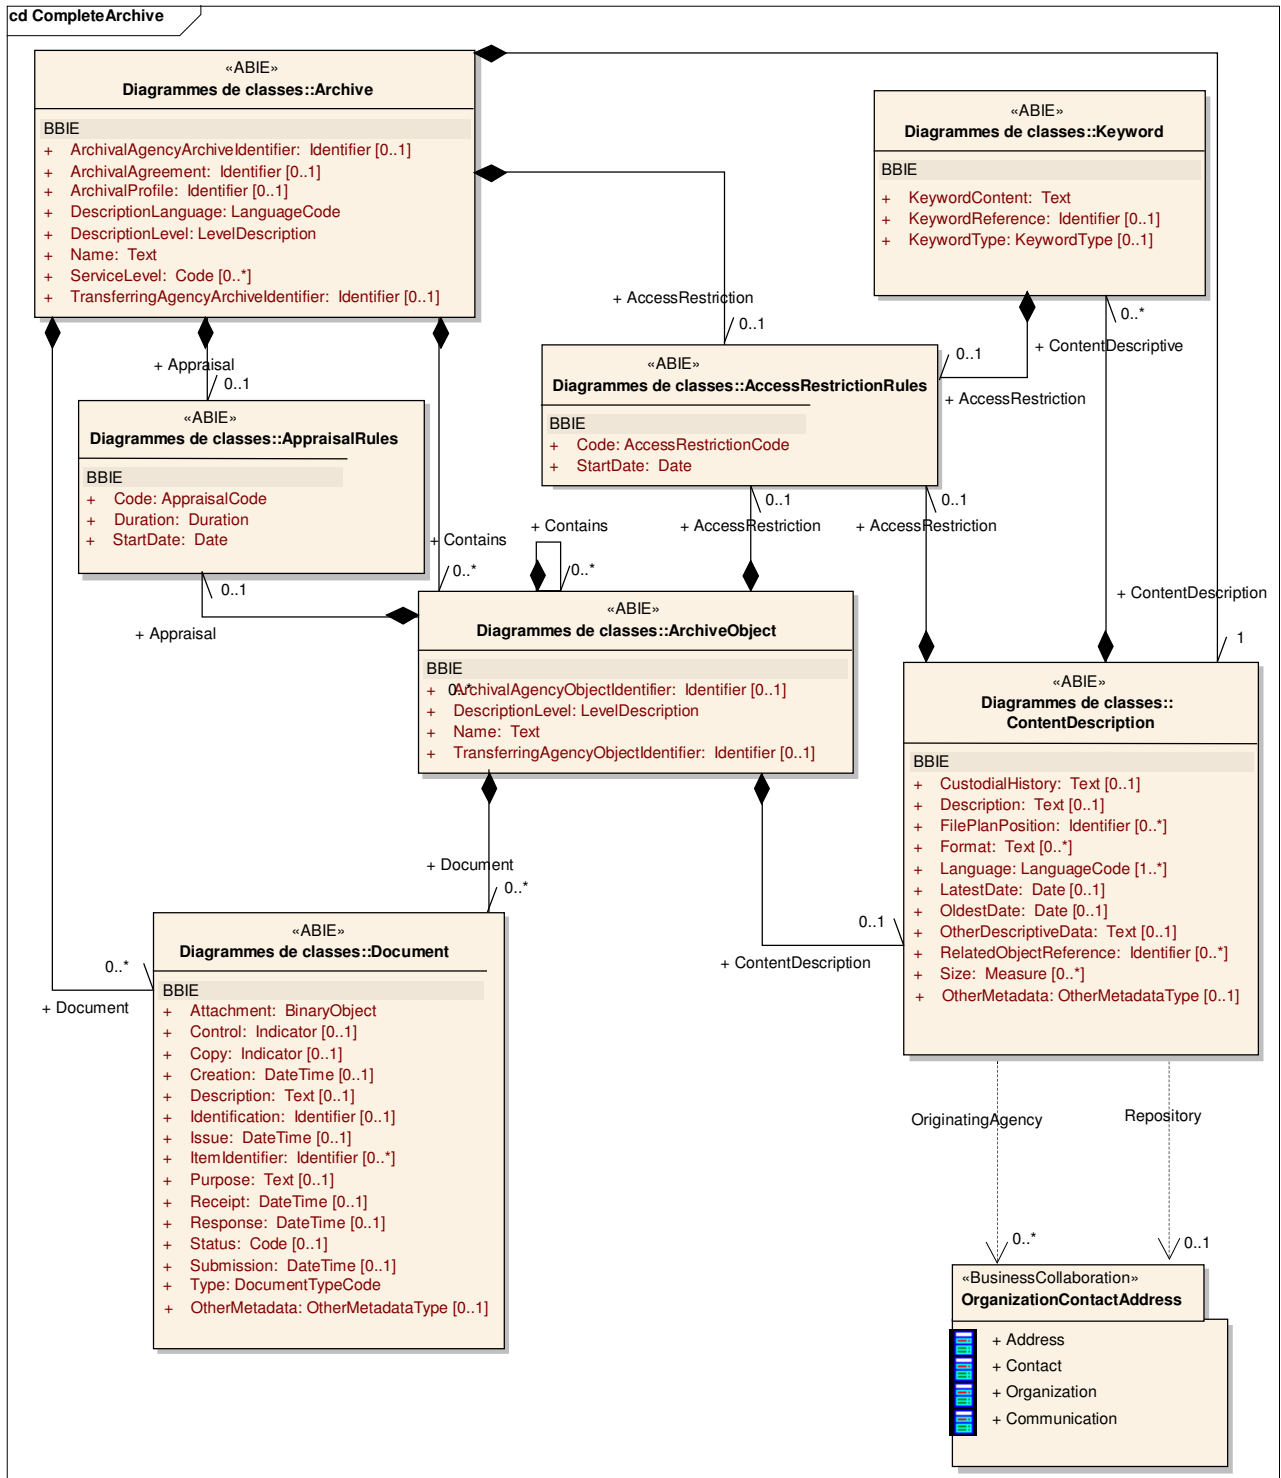 cd CompleteArchive
«ABIE»
Diagrammes de classes::Archive
BBIE
+ ArchivalAgencyArchiveIdentifier: Identifier [0..1]
+ ArchivalAgreement: Identifier [0..1]
+ ArchivalProfile: Identifier [0..1]
+ DescriptionLanguage: LanguageCode
+ DescriptionLevel: LevelDescription
+ Name: Text
+ ServiceLevel: Code [0..*]
+ TransferringAgencyArchiveIdentifier: Identifier [0..1]
«ABIE»
Diagrammes de classes::Keyword
BBIE
+ KeywordContent: Text
+ KeywordReference: Identifier [0..1]
+ KeywordType: KeywordType [0..1]
+ AccessRestriction
0..1
0..*
+ ContentDescriptive
0..1
+ AccessRestriction
+ Appraisal
0..1
«ABIE»
Diagrammes de classes::AccessRestrictionRules
BBIE
+ Code: AccessRestrictionCode
+ StartDate: Date
«ABIE»
Diagrammes de classes::AppraisalRules
BBIE
+ Code: AppraisalCode
+ Duration: Duration
+ StartDate: Date
0..1
+ AccessRestriction
0..1
+ AccessRestriction
+ Contains
0..*
+ Contains
0..*
0..1
+ Appraisal
+ ContentDescription
1
«ABIE»
Diagrammes de classes::ArchiveObject
BBIE
0..*
+ ArchivalAgencyObjectIdentifier: Identifier [0..1]
+ DescriptionLevel: LevelDescription
+ Name: Text
+ TransferringAgencyObjectIdentifier: Identifier [0..1]
«ABIE»
Diagrammes de classes::
ContentDescription
BBIE
+ CustodialHistory: Text [0..1]
+ Description: Text [0..1]
+ FilePlanPosition: Identifier [0..*]
+ Format: Text [0..*]
+ Language: LanguageCode [1..*]
+ LatestDate: Date [0..1]
+ OldestDate: Date [0..1]
+ OtherDescriptiveData: Text [0..1]
+ RelatedObjectReference: Identifier [0..*]
+ Size: Measure [0..*]
+ OtherMetadata: OtherMetadataType [0..1]
+ Document
0..*
0..1
+ ContentDescription
0..*
+ Document
«ABIE»
Diagrammes de classes::Document
BBIE
+ Attachment: BinaryObject
+ Control: Indicator [0..1]
+ Copy: Indicator [0..1]
+ Creation: DateTime [0..1]
+ Description: Text [0..1]
+ Identification: Identifier [0..1]
+ Issue: DateTime [0..1]
+ ItemIdentifier: Identifier [0..*]
+ Purpose: Text [0..1]
+ Receipt: DateTime [0..1]
+ Response: DateTime [0..1]
+ Status: Code [0..1]
+ Submission: DateTime [0..1]
+ Type: DocumentTypeCode
+ OtherMetadata: OtherMetadataType [0..1]
OriginatingAgency
Repository
0..*
0..1
«BusinessCollaboration»
OrganizationContactAddress
+ Address
+ Contact
+ Organization
+ Communication